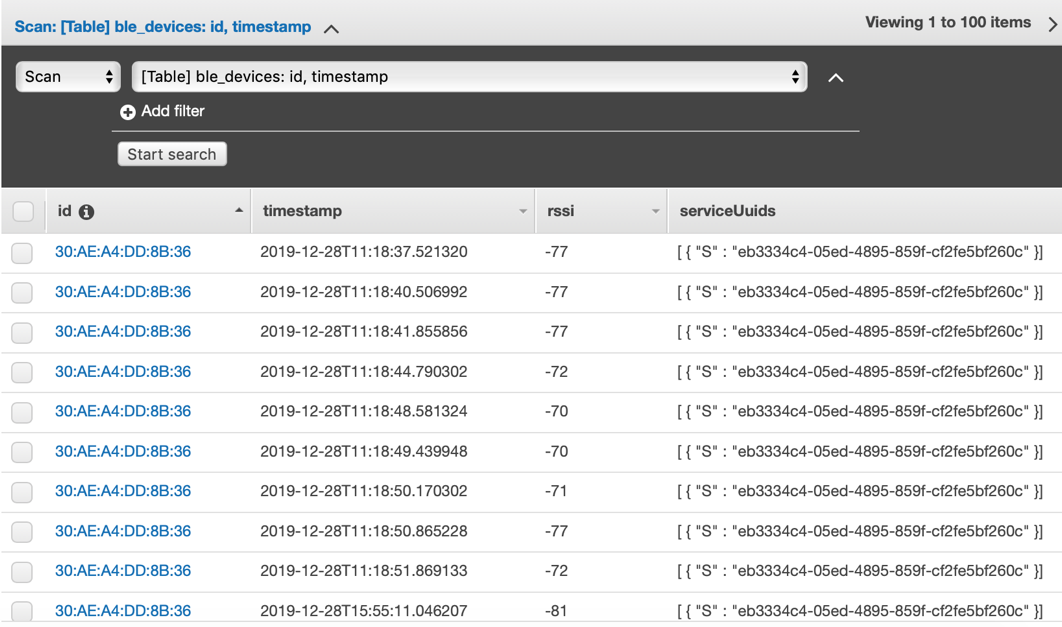 Scan: [Table] ble_devices: id, timestamp Viewing 1 to 100 items
Scan [Table] ble_devices: id, timestamp
Add filter
Start search
id timestamp rssi serviceUuids
30:AE:A4:DD:8B:36 2019-12-28T11:18:37.521320 -77 [ { "S" : "eb3334c4-05ed-4895-859f-cf2fe5bf260c" }]
30:AE:A4:DD:8B:36 2019-12-28T11:18:40.506992 -77 [ { "S" : "eb3334c4-05ed-4895-859f-cf2fe5bf260c" }]
30:AE:A4:DD:8B:36 2019-12-28T11:18:41.855856 -77 [ { "S" : "eb3334c4-05ed-4895-859f-cf2fe5bf260c" }]
30:AE:A4:DD:8B:36 2019-12-28T11:18:44.790302 -72 [ { "S" : "eb3334c4-05ed-4895-859f-cf2fe5bf260c" }]
30:AE:A4:DD:8B:36 2019-12-28T11:18:48.581324 -70 [ { "S" : "eb3334c4-05ed-4895-859f-cf2fe5bf260c" }]
30:AE:A4:DD:8B:36 2019-12-28T11:18:49.439948 -70 [ { "S" : "eb3334c4-05ed-4895-859f-cf2fe5bf260c" }]
30:AE:A4:DD:8B:36 2019-12-28T11:18:50.170302 -71 [ { "S" : "eb3334c4-05ed-4895-859f-cf2fe5bf260c" }]
30:AE:A4:DD:8B:36 2019-12-28T11:18:50.865228 -77 [ { "S" : "eb3334c4-05ed-4895-859f-cf2fe5bf260c" }]
30:AE:A4:DD:8B:36 2019-12-28T11:18:51.869133 -72 [ { "S" : "eb3334c4-05ed-4895-859f-cf2fe5bf260c" }]
30:AE:A4:DD:8B:36 2019-12-28T15:55:11.046207 -81 [ { "S" : "eb3334c4-05ed-4895-859f-cf2fe5bf260c" }]